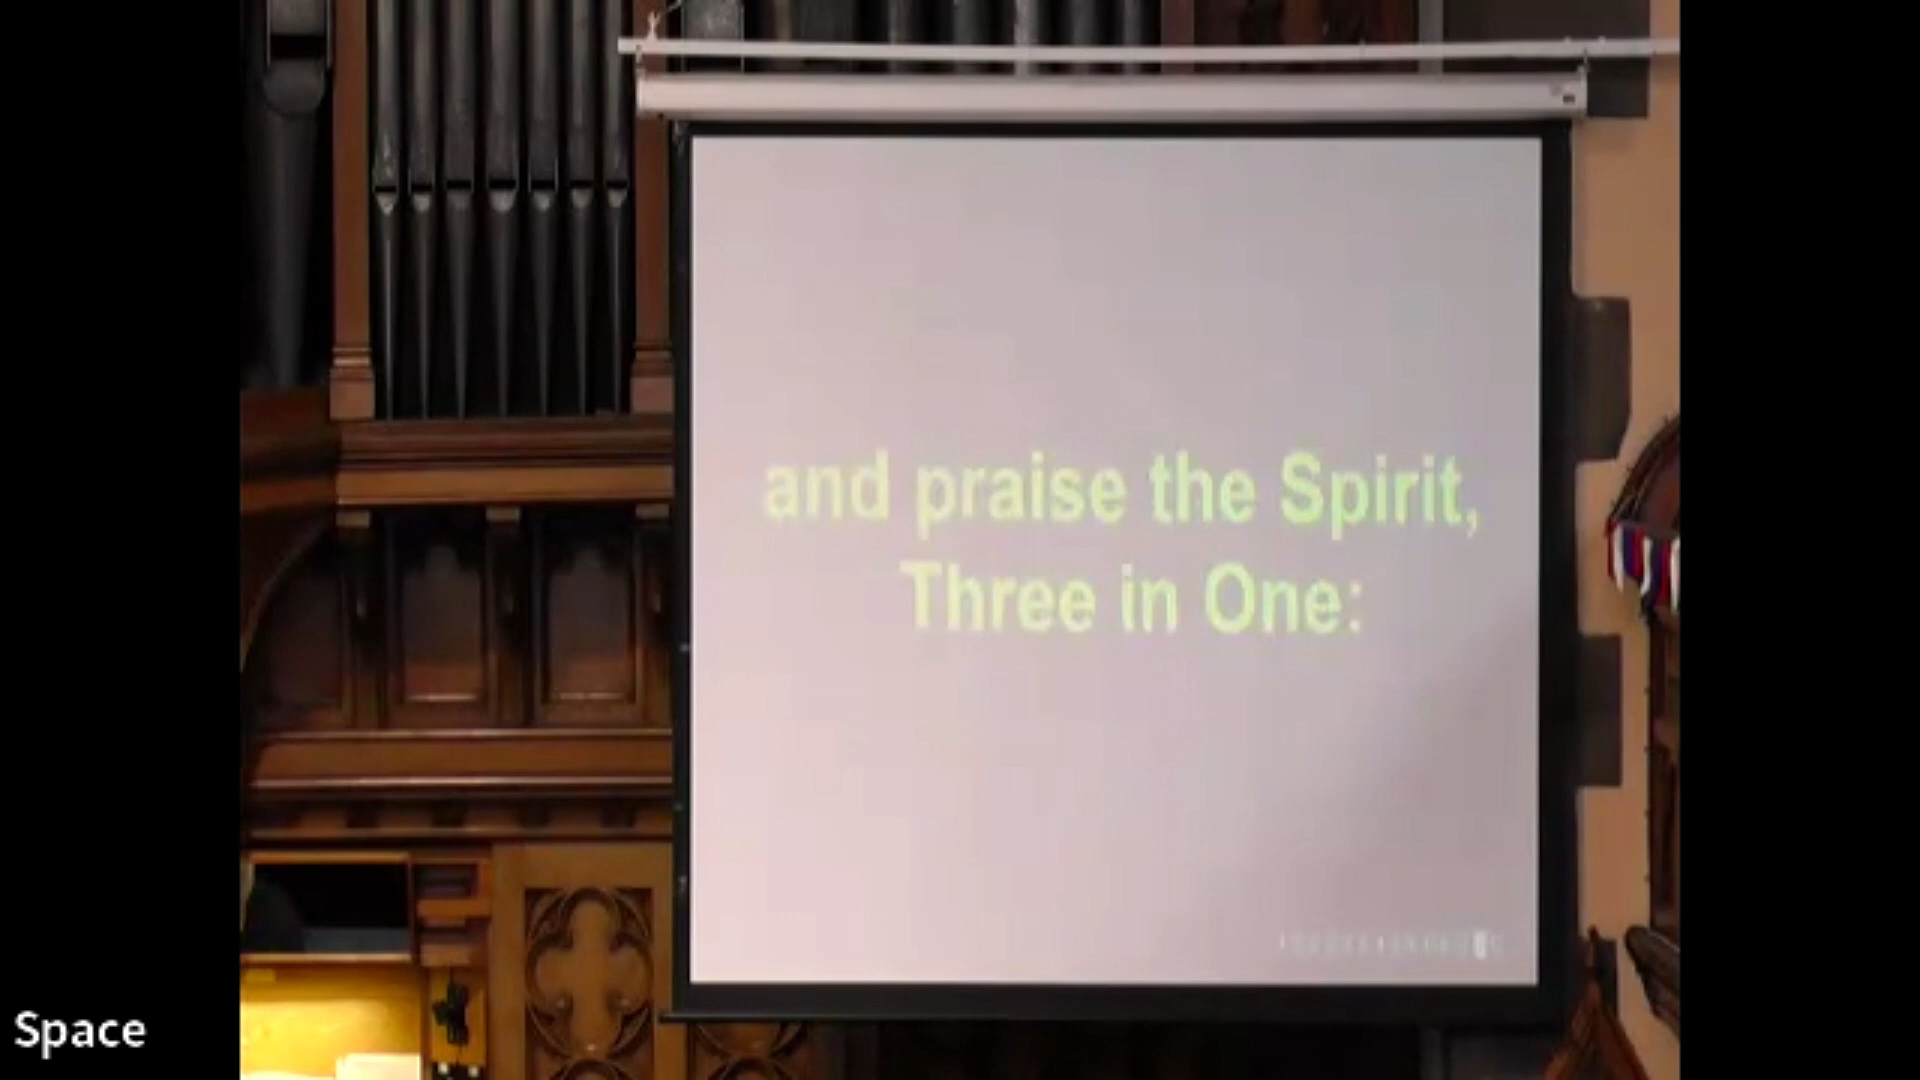 and praise the Spirit,
Three in One:
Space